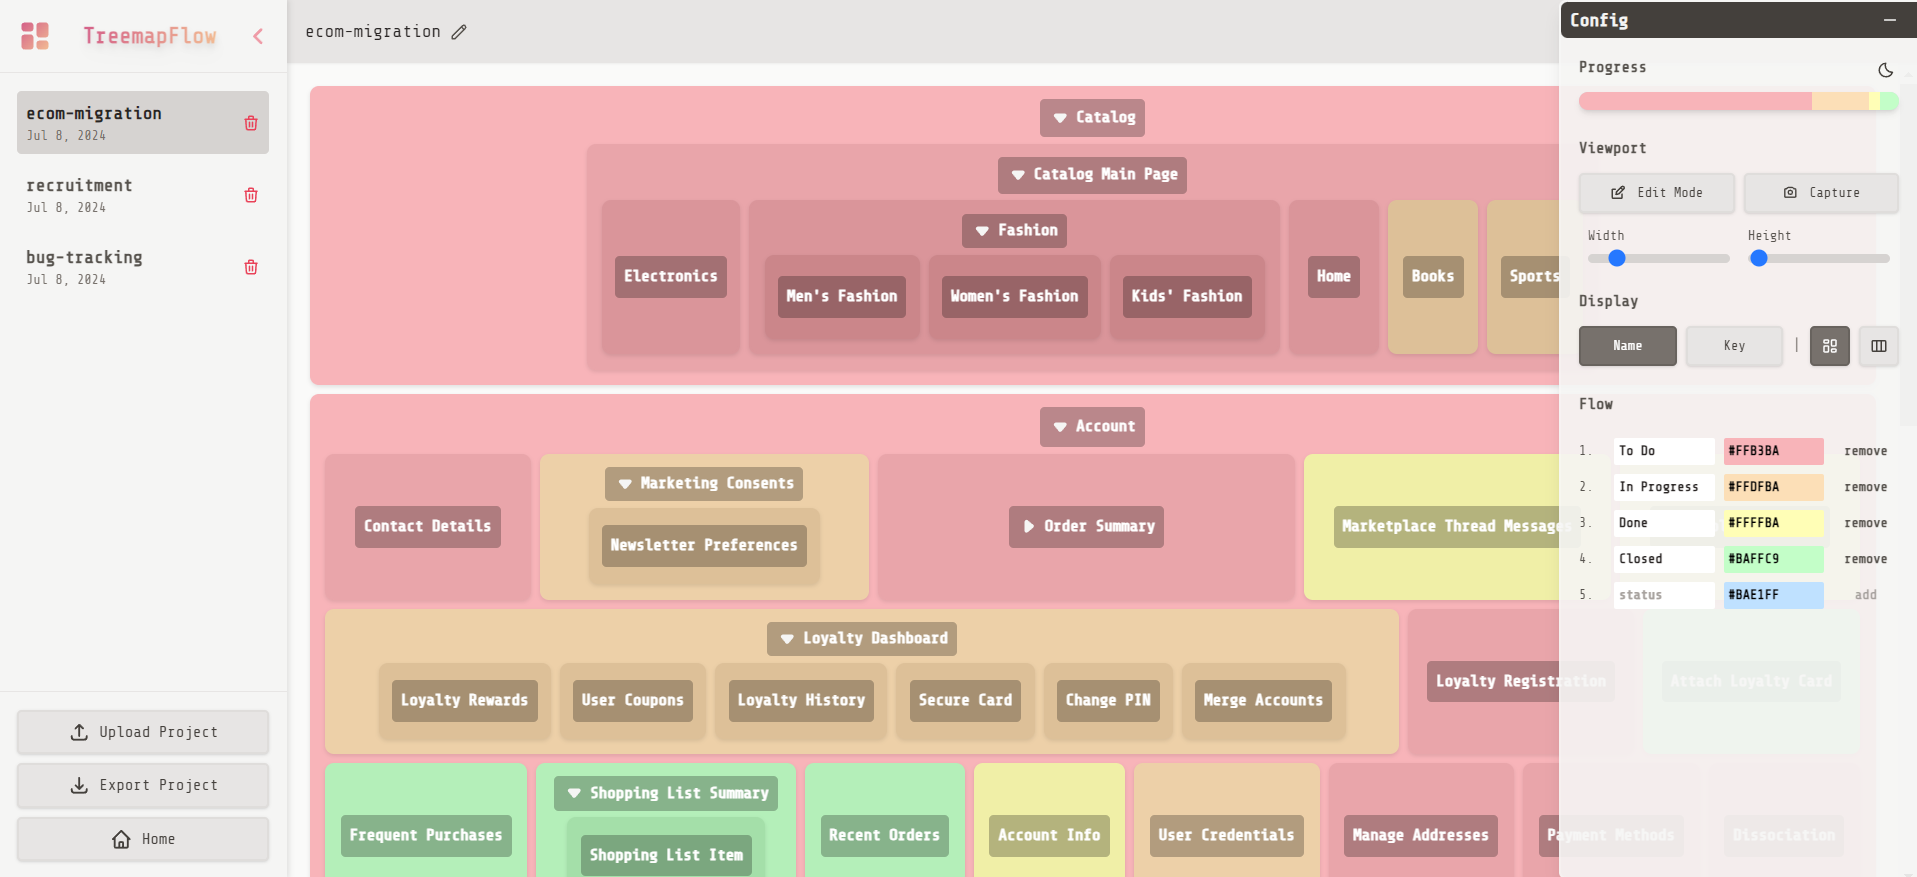 TreemapFlow
ecom-migration
Jul 8, 2024
recruitment
Jul 8, 2024
bug-tracking
Jul 8, 2024
Upload Project
Export Project
Home
ecom-migration
Catalog
Catalog Main Page
Electronics
Fashion
Men's Fashion
Women's Fashion
Kids' Fashion
Home
Books
Sports
Account
Contact Details
Marketing Consents
Newsletter Preferences
Order Summary
Marketplace Thread Messages
Loyalty Dashboard
Loyalty Rewards
User Coupons
Loyalty History
Secure Card
Change PIN
Merge Accounts
Loyalty Registration
Attach Loyalty Card
Frequent Purchases
Shopping List Summary
Shopping List Item
Recent Orders
Account Info
User Credentials
Manage Addresses
Payment Methods
Dissociation
Config
Progress
Viewport
Edit Mode
Capture
Width
Height
Display
Name
Key
|
Flow
1. To Do #FFB3BA remove
2. In Progress #FFDFBA remove
3. Done #FFFFBA remove
4. Closed #BAFFC9 remove
5. status #BAE1FF add